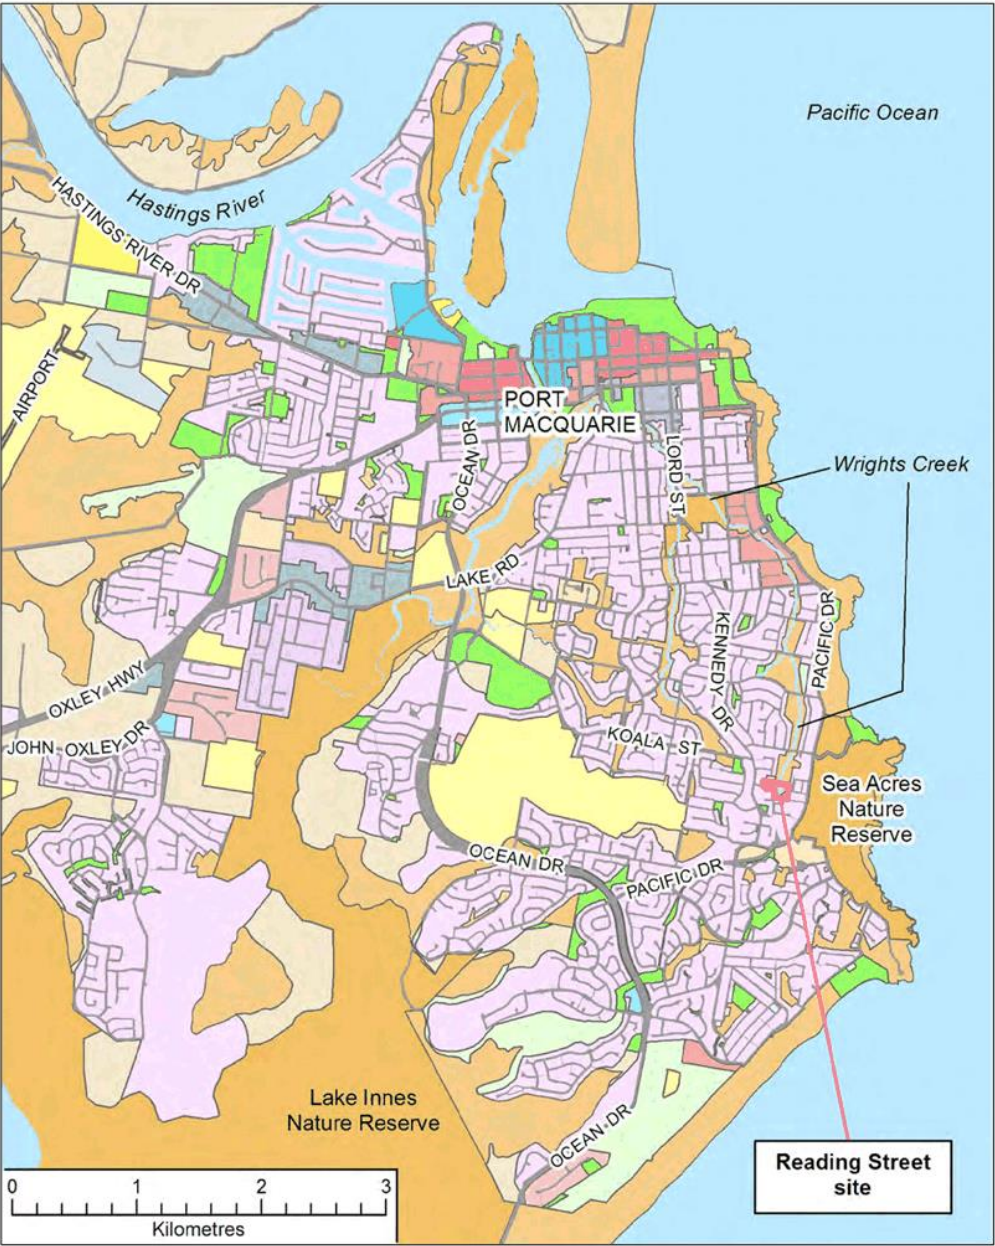 Pacific Ocean
Hastings River
HASTINGS RIVER DR
AIRPORT
PORT
MACQUARIE
OCEAN DR
LORD ST
Wrights Creek
LAKE RD
KENNEDY DR
PACIFIC DR
OXLEY HWY
JOHN OXLEY DR
KOALA ST
Sea Acres
Nature
Reserve
OCEAN DR
PACIFIC DR
Lake Innes
Nature Reserve
OCEAN DR
Reading Street
site
0 1 2 3
Kilometres